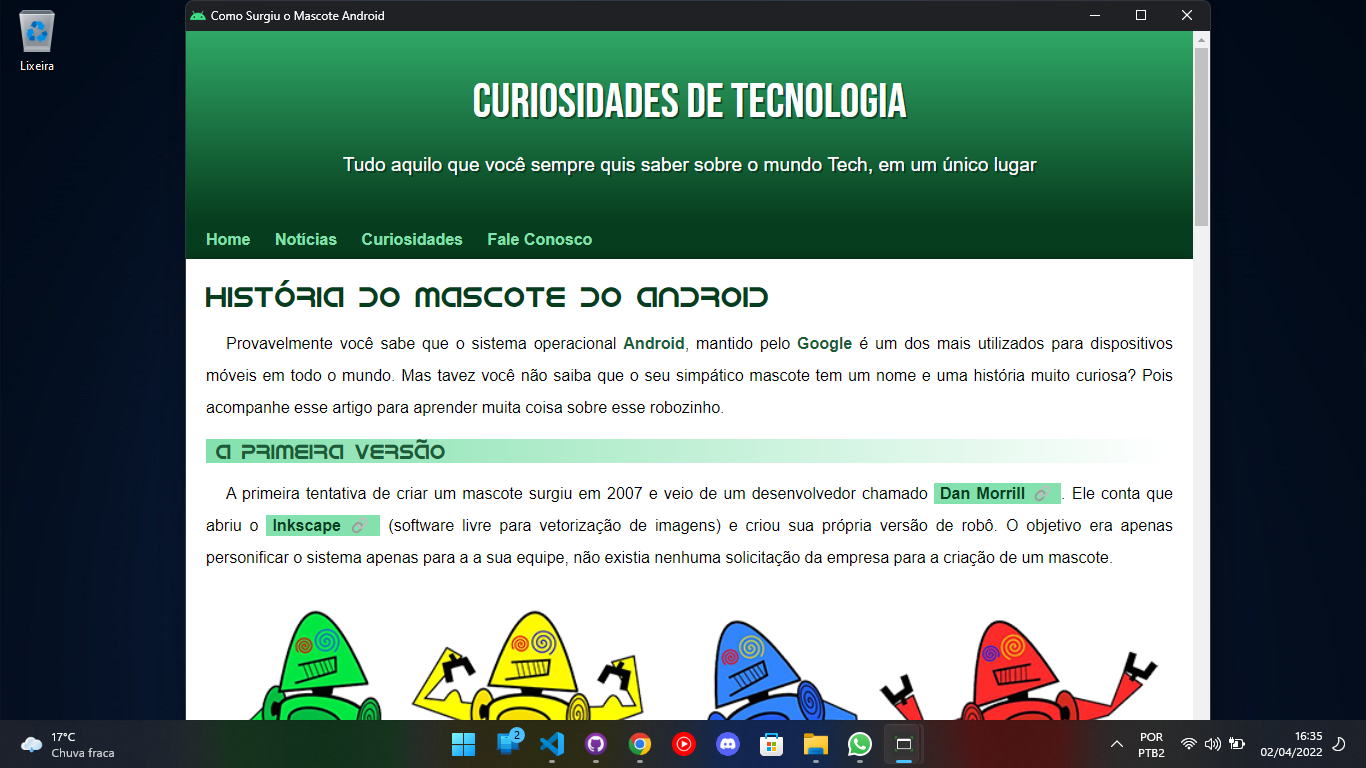 Como Surgiu o Mascote Android
Lixeira
CURIOSIDADES DE TECNOLOGIA
Tudo aquilo que você sempre quis saber sobre o mundo Tech, em um único lugar
Home Notícias Curiosidades Fale Conosco
HISTÓRIA DO MASCOTE DO ANDROID
Provavelmente você sabe que o sistema operacional Android, mantido pelo Google é um dos mais utilizados para dispositivos
móveis em todo o mundo. Mas tavez você não saiba que o seu simpático mascote tem um nome e uma história muito curiosa? Pois
acompanhe esse artigo para aprender muita coisa sobre esse robozinho.
A PRIMEIRA VERSÃO
A primeira tentativa de criar um mascote surgiu em 2007 e veio de um desenvolvedor chamado Dan Morrill . Ele conta que
abriu o Inkscape (software livre para vetorização de imagens) e criou sua própria versão de robô. O objetivo era apenas
personificar o sistema apenas para a a sua equipe, não existia nenhuma solicitação da empresa para a criação de um mascote.
17°C
Chuva fraca
2
POR
PTB2
16:35
02/04/2022